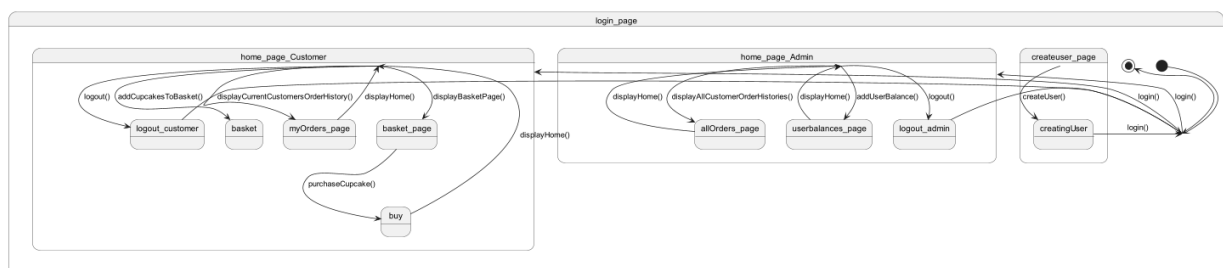 login_page
home_page_Customer
home_page_Admin
createuser_page
logout()
addCupcakesToBasket()
displayCurrentCustomersOrderHistory()
displayHome()
displayBasketPage()
displayHome()
displayAllCustomerOrderHistories()
displayHome()
addUserBalance()
logout()
createUser()
login()
login()
logout_customer
basket
myOrders_page
basket_page
displayHome()
allOrders_page
userbalances_page
logout_admin
creatingUser
login()
purchaseCupcake()
buy